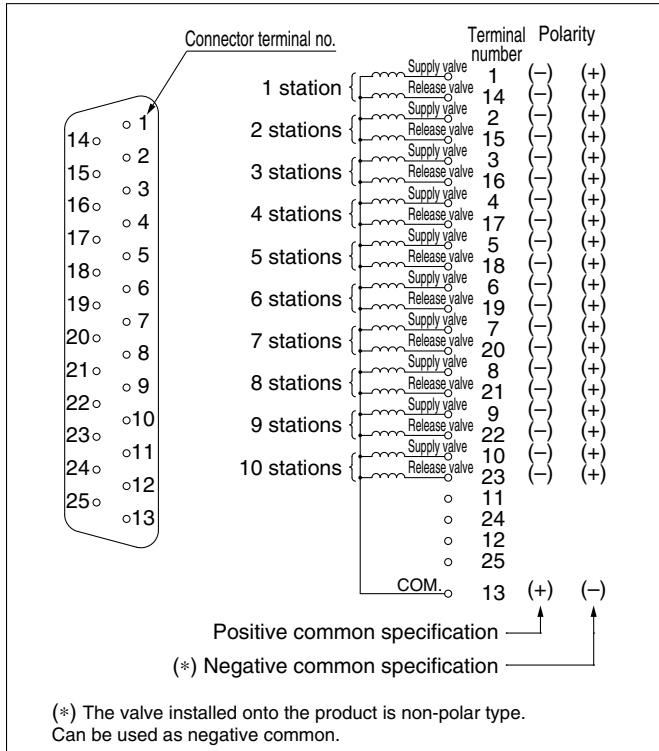 Connector terminal no.
1
2
3
4
5
6
7
8
9
10
11
12
13
14
15
16
17
18
19
20
21
22
23
24
25
Terminal number Polarity
1 station
Supply valve 1 (−) (+)
Release valve 14 (−) (+)
2 stations
Supply valve 2 (−) (+)
Release valve 15 (−) (+)
3 stations
Supply valve 3 (−) (+)
Release valve 16 (−) (+)
4 stations
Supply valve 4 (−) (+)
Release valve 17 (−) (+)
5 stations
Supply valve 5 (−) (+)
Release valve 18 (−) (+)
6 stations
Supply valve 6 (−) (+)
Release valve 19 (−) (+)
7 stations
Supply valve 7 (−) (+)
Release valve 20 (−) (+)
8 stations
Supply valve 8 (−) (+)
Release valve 21 (−) (+)
9 stations
Supply valve 9 (−) (+)
Release valve 22 (−) (+)
10 stations
Supply valve 10 (−) (+)
Release valve 23 (−) (+)
11
24
12
25
COM. 13 (+) (−)
Positive common specification
(*) Negative common specification
(*) The valve installed onto the product is non-polar type.
Can be used as negative common.